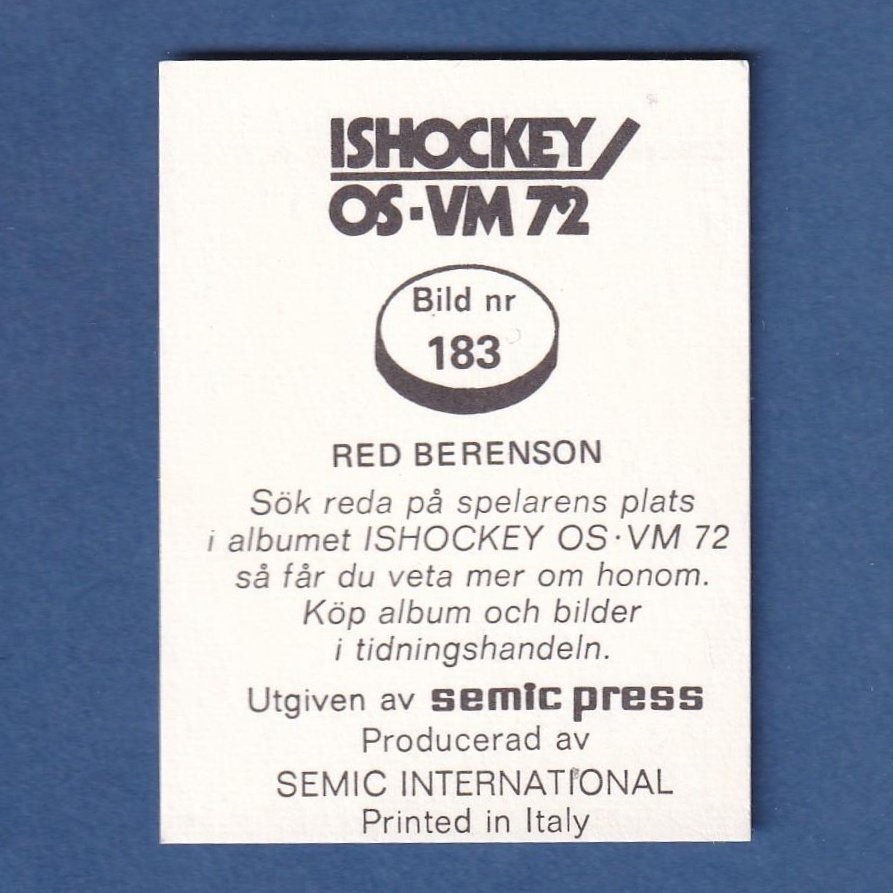 ISHOCKEY
OS·VM 72
Bild nr
183
RED BERENSON
Sök reda på spelarens plats
i albumet ISHOCKEY OS·VM 72
så får du veta mer om honom.
Köp album och bilder
i tidningshandeln.
Utgiven av semic press
Producerad av
SEMIC INTERNATIONAL
Printed in Italy